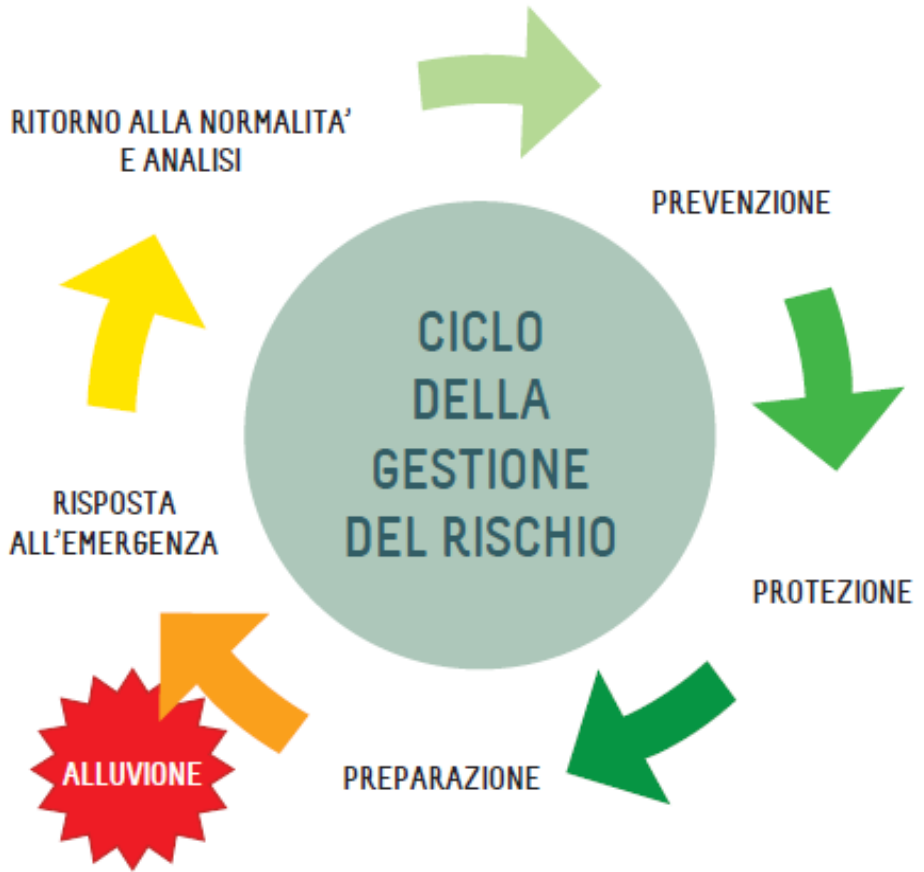 RITORNO ALLA NORMALITA'
E ANALISI
PREVENZIONE
CICLO
DELLA
GESTIONE
DEL RISCHIO
RISPOSTA
ALL'EMERGENZA
PROTEZIONE
ALLUVIONE
PREPARAZIONE